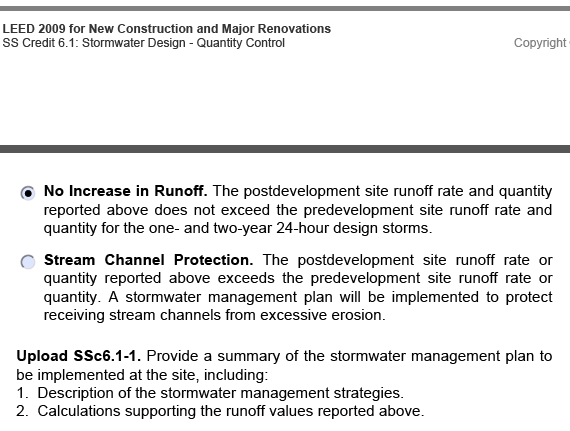 LEED 2009 for New Construction and Major Renovations
SS Credit 6.1: Stormwater Design - Quantity Control
Copyright
No Increase in Runoff. The postdevelopment site runoff rate and quantity
reported above does not exceed the predevelopment site runoff rate and
quantity for the one- and two-year 24-hour design storms.
Stream Channel Protection. The postdevelopment site runoff rate or
quantity reported above exceeds the predevelopment site runoff rate or
quantity. A stormwater management plan will be implemented to protect
receiving stream channels from excessive erosion.
Upload SSc6.1-1. Provide a summary of the stormwater management plan to
be implemented at the site, including:
1. Description of the stormwater management strategies.
2. Calculations supporting the runoff values reported above.